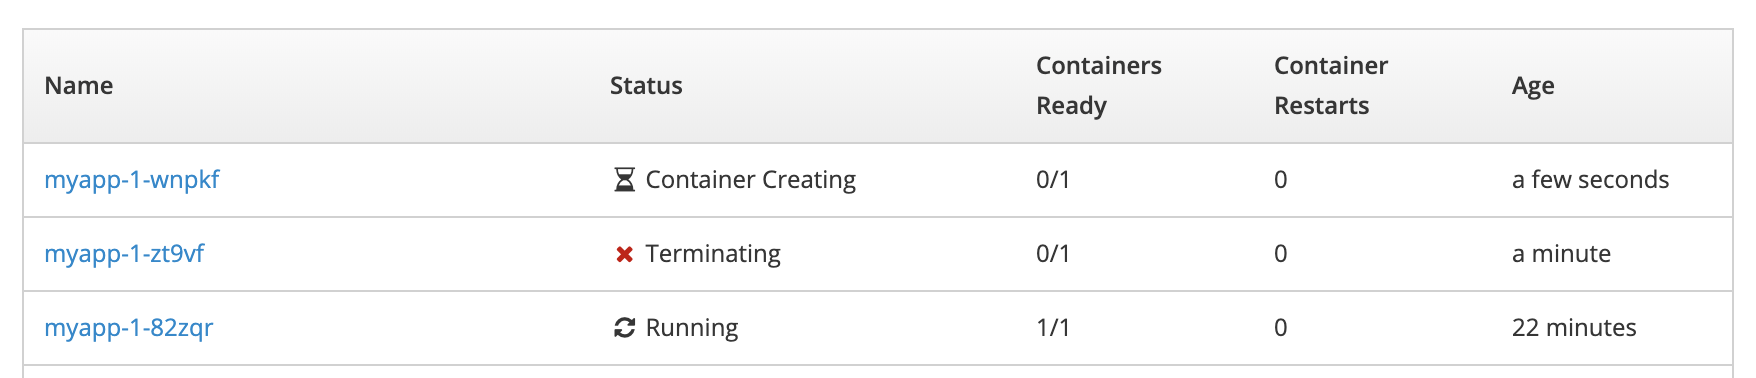 Name Status Containers Ready Container Restarts Age
myapp-1-wnpkf Container Creating 0/1 0 a few seconds
myapp-1-zt9vf Terminating 0/1 0 a minute
myapp-1-82zqr Running 1/1 0 22 minutes